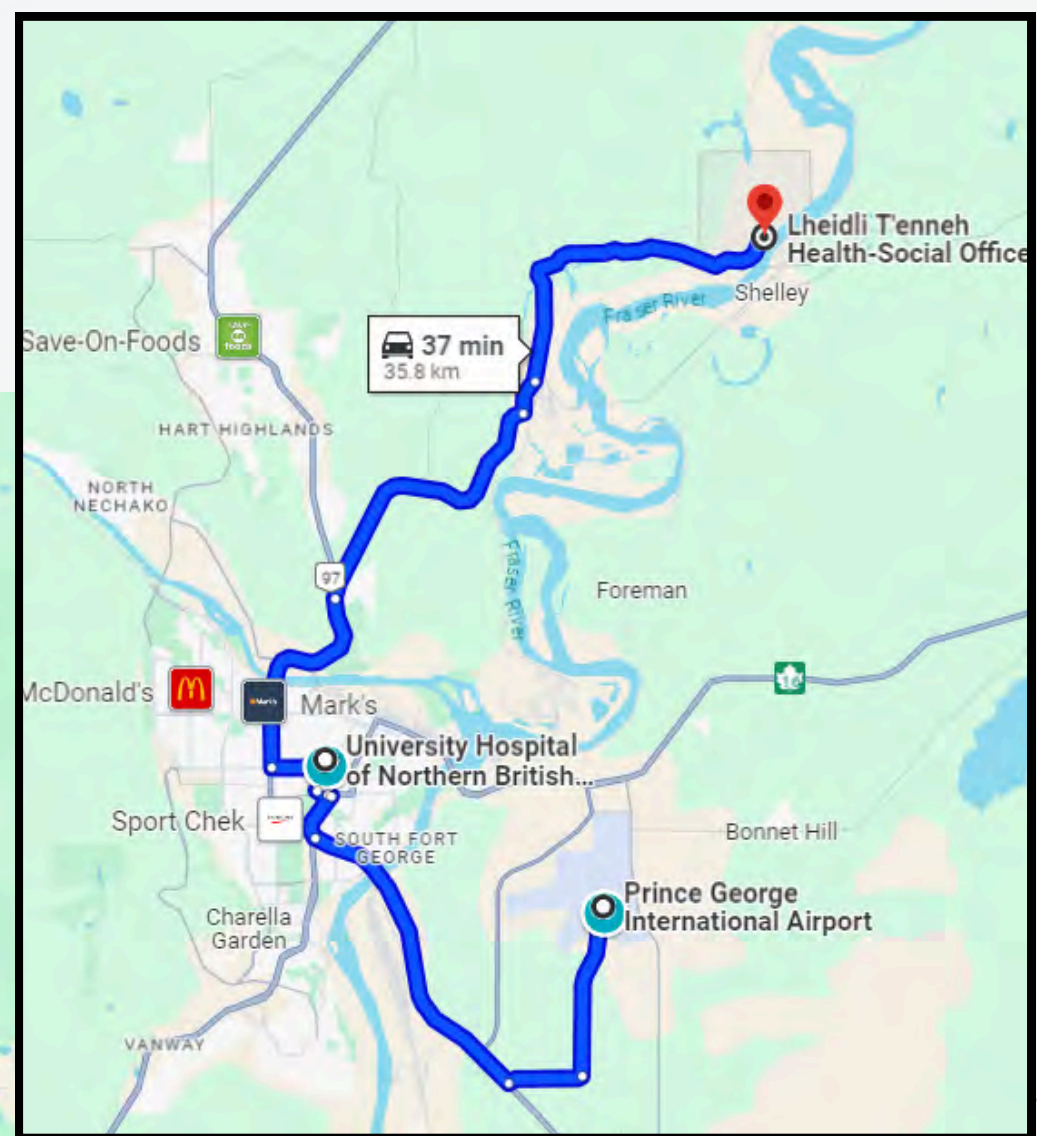 Lheidli T'enneh
Health-Social Office
Shelley
Fraser River
Save-On-Foods
37 min
35.8 km
HART HIGHLANDS
NORTH
NECHAKO
97
Fraser River
Foreman
16
McDonald's
Mark's
University Hospital
of Northern British...
Sport Chek
SOUTH FORT
GEORGE
Bonnet Hill
Prince George
International Airport
Charella
Garden
VANWAY